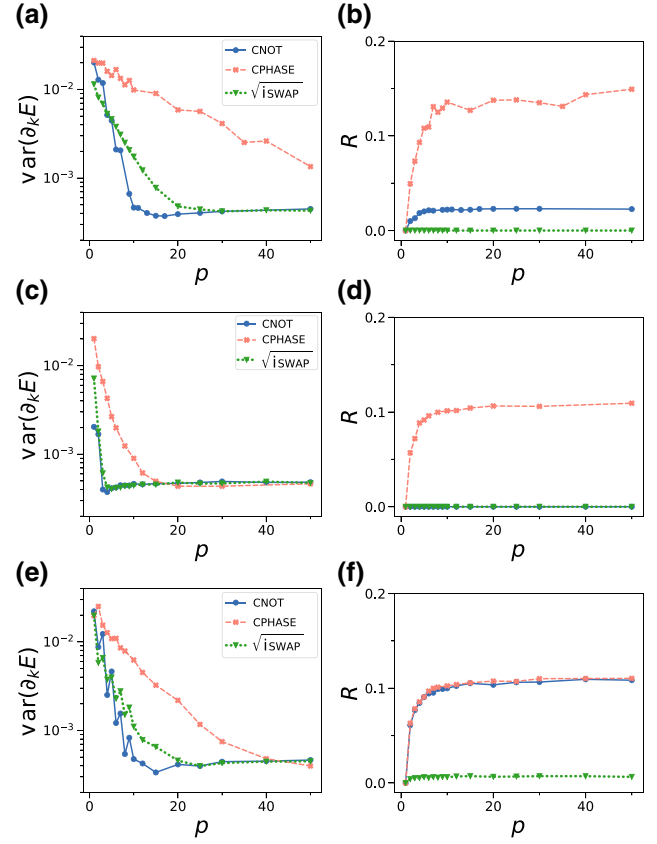 (a)
10⁻²
10⁻³
var(∂ₖE)
CNOT
CPHASE
√iSWAP
0
20
40
p
(b)
0.2
0.1
0.0
R
0
20
40
p
(c)
10⁻²
10⁻³
var(∂ₖE)
CNOT
CPHASE
√iSWAP
0
20
40
p
(d)
0.2
0.1
0.0
R
0
20
40
p
(e)
10⁻²
10⁻³
var(∂ₖE)
CNOT
CPHASE
√iSWAP
0
20
40
p
(f)
0.2
0.1
0.0
R
0
20
40
p